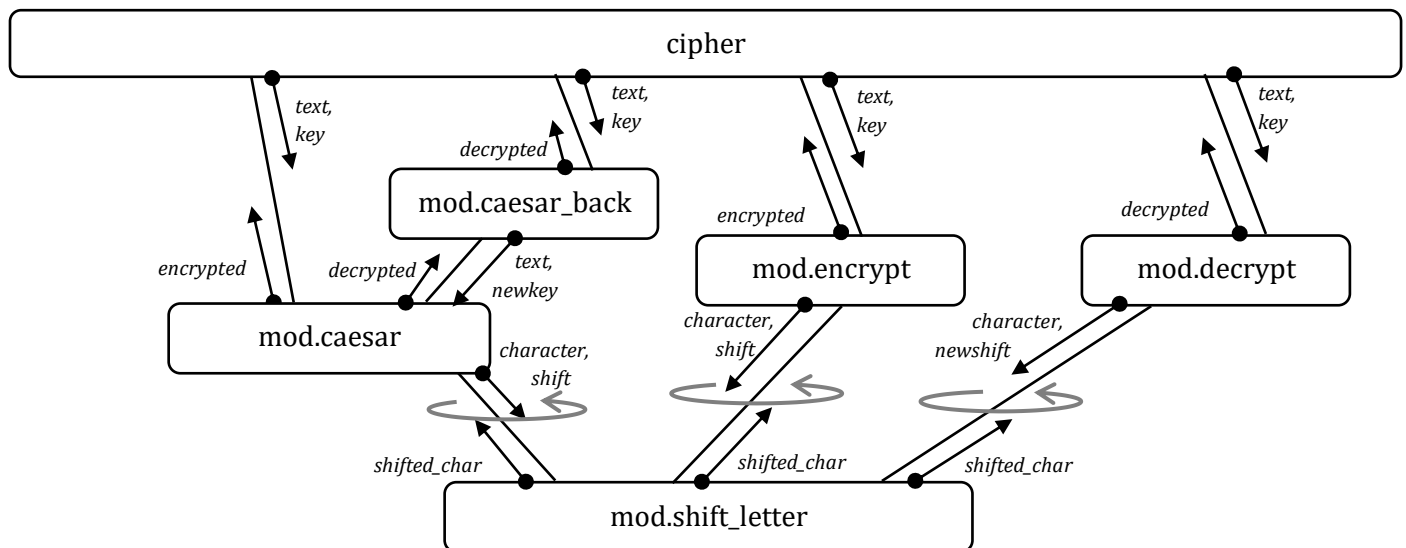 cipher
text,
key
text,
key
text,
key
text,
key
decrypted
mod.caesar_back
encrypted
decrypted
mod.encrypt
mod.decrypt
encrypted
decrypted
text,
newkey
mod.caesar
character,
shift
character,
shift
character,
newshift
shifted_char
shifted_char
shifted_char
mod.shift_letter